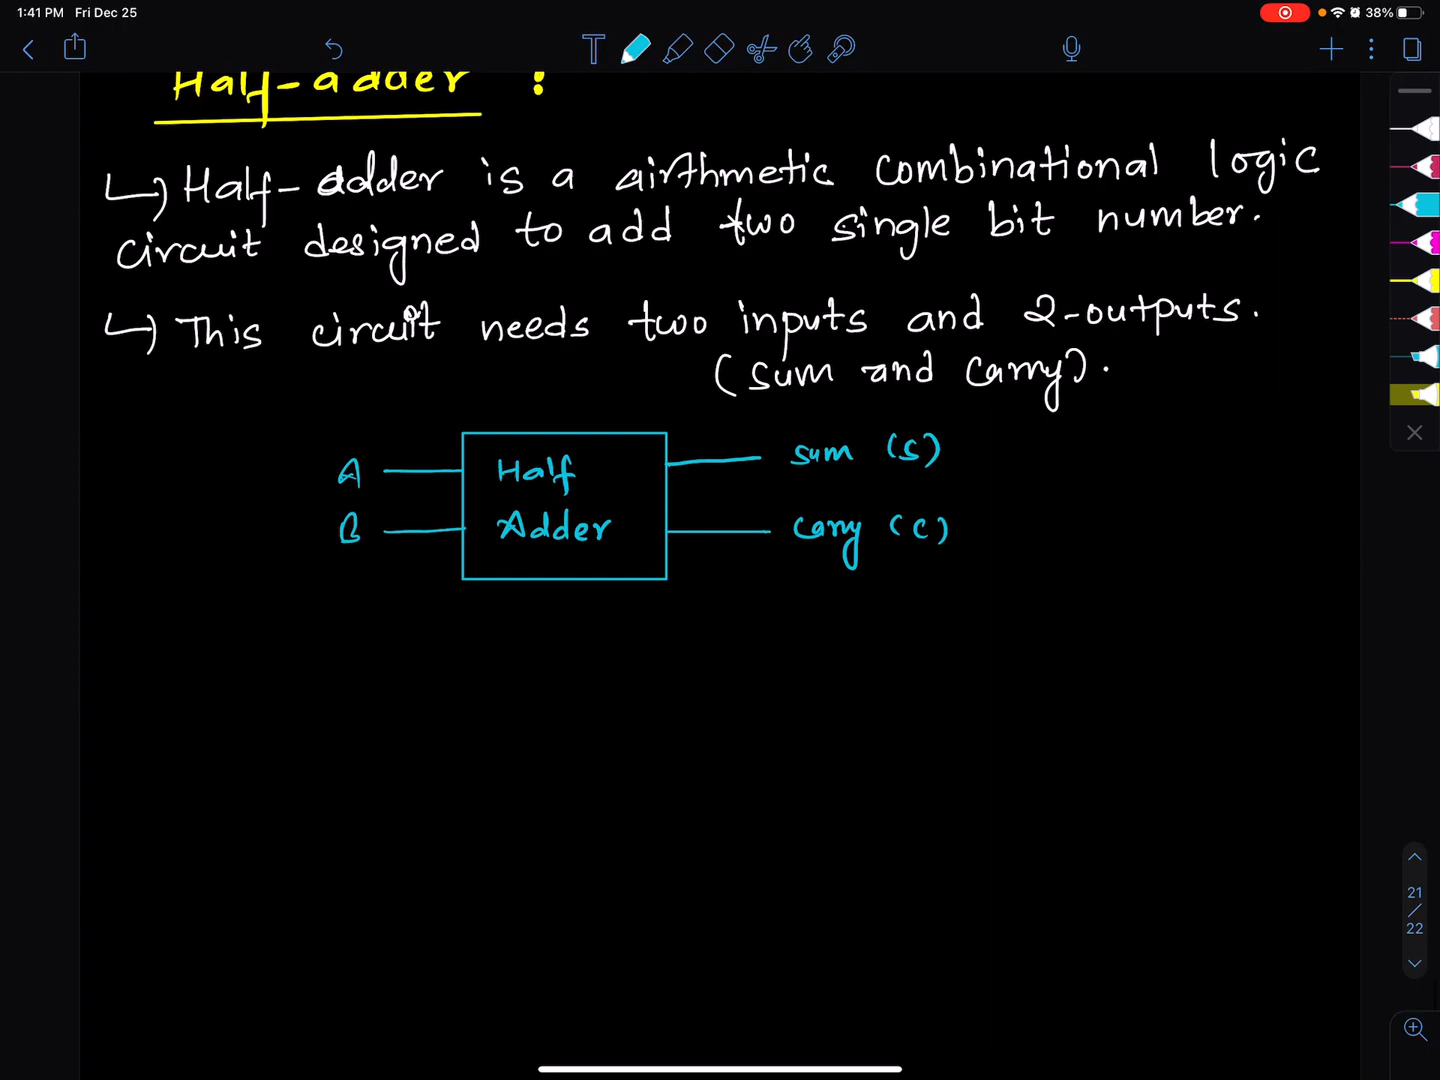 1:41 PM Fri Dec 25
38%
Half-adder :
↳ Half-adder is a airthmetic combinational logic
circuit designed to add two single bit number.
↳ This circuit needs two inputs and 2-outputs.
(sum and carry).
A Half sum (s)
B Adder carry (c)
21
/
22